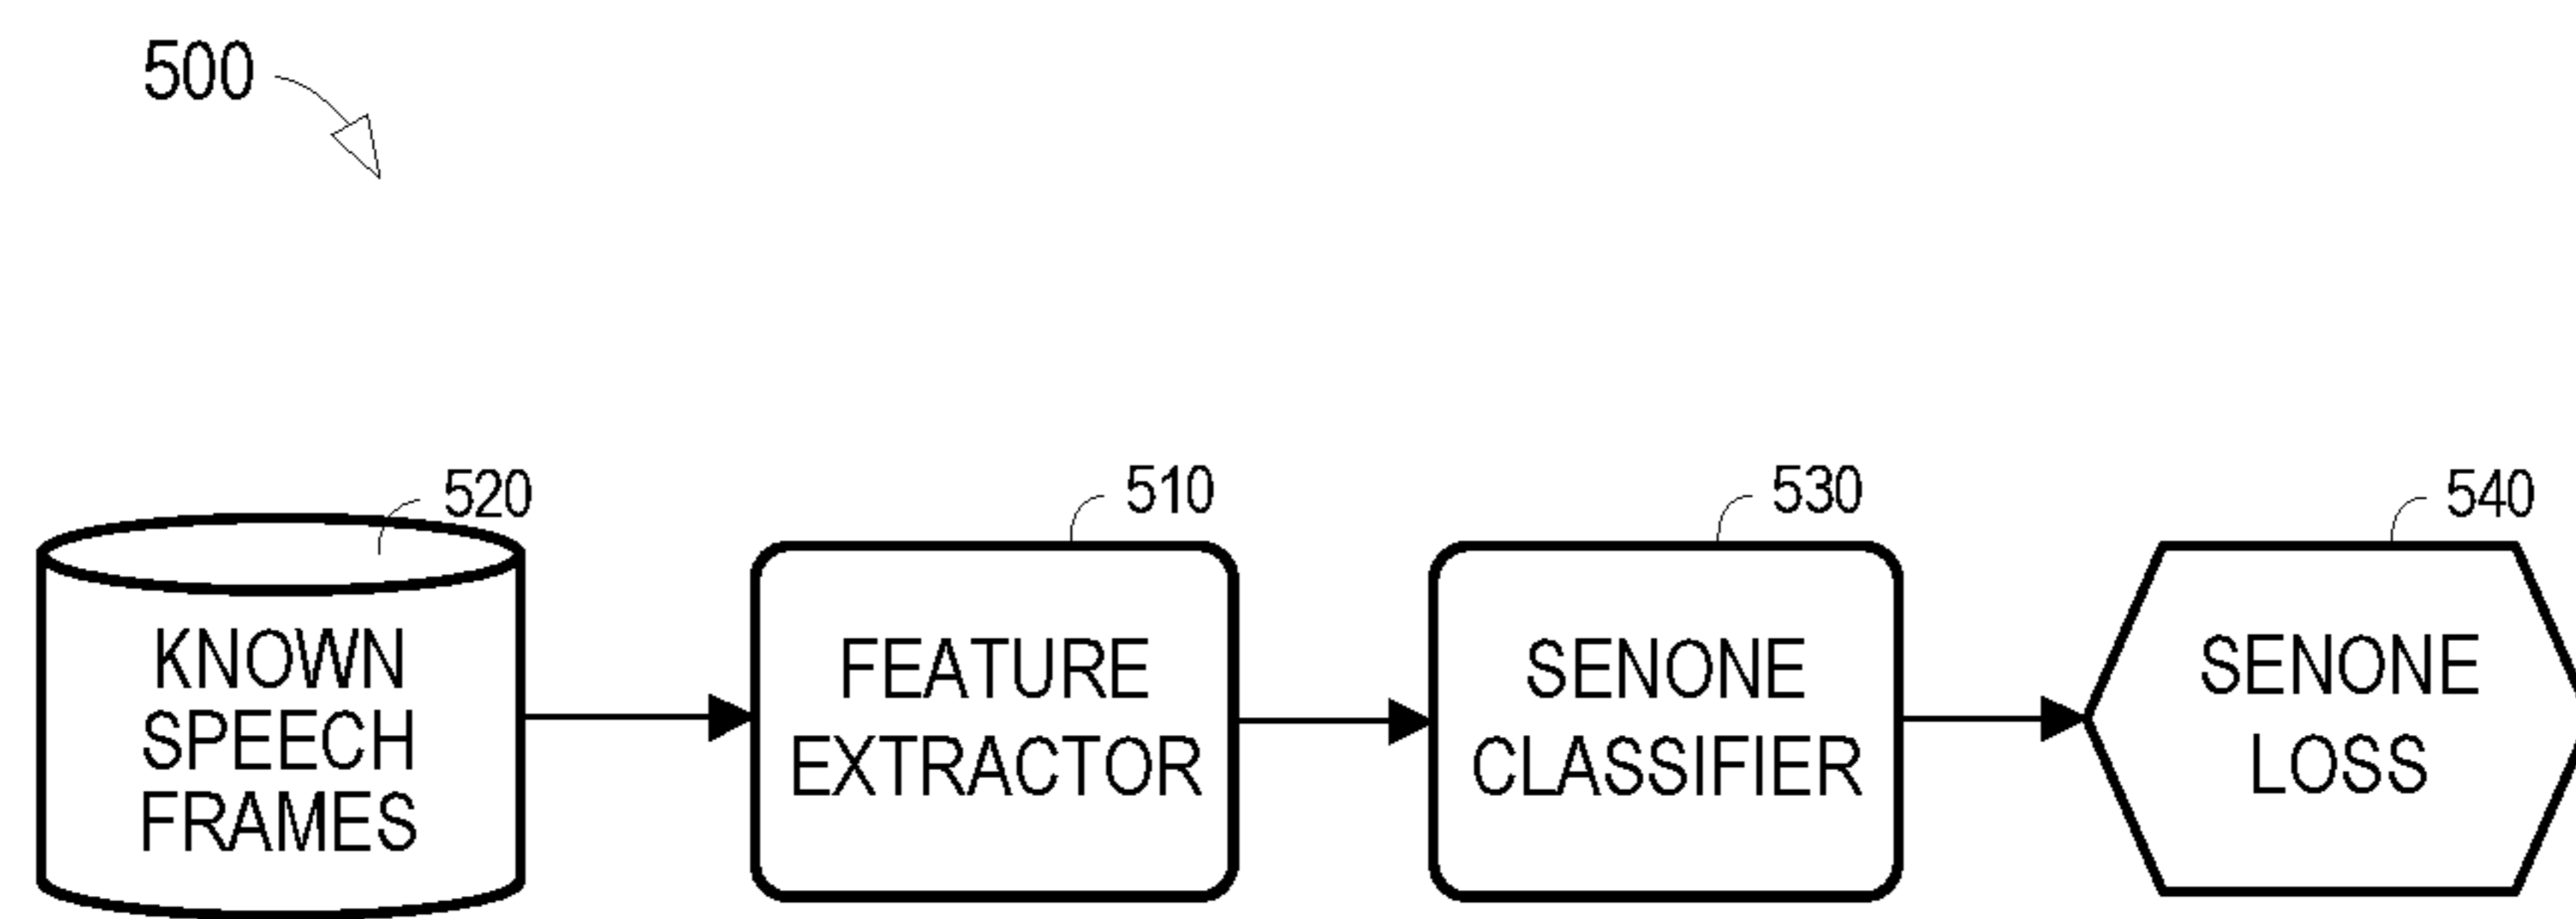 500
520
KNOWN
SPEECH
FRAMES
510
FEATURE
EXTRACTOR
530
SENONE
CLASSIFIER
540
SENONE
LOSS